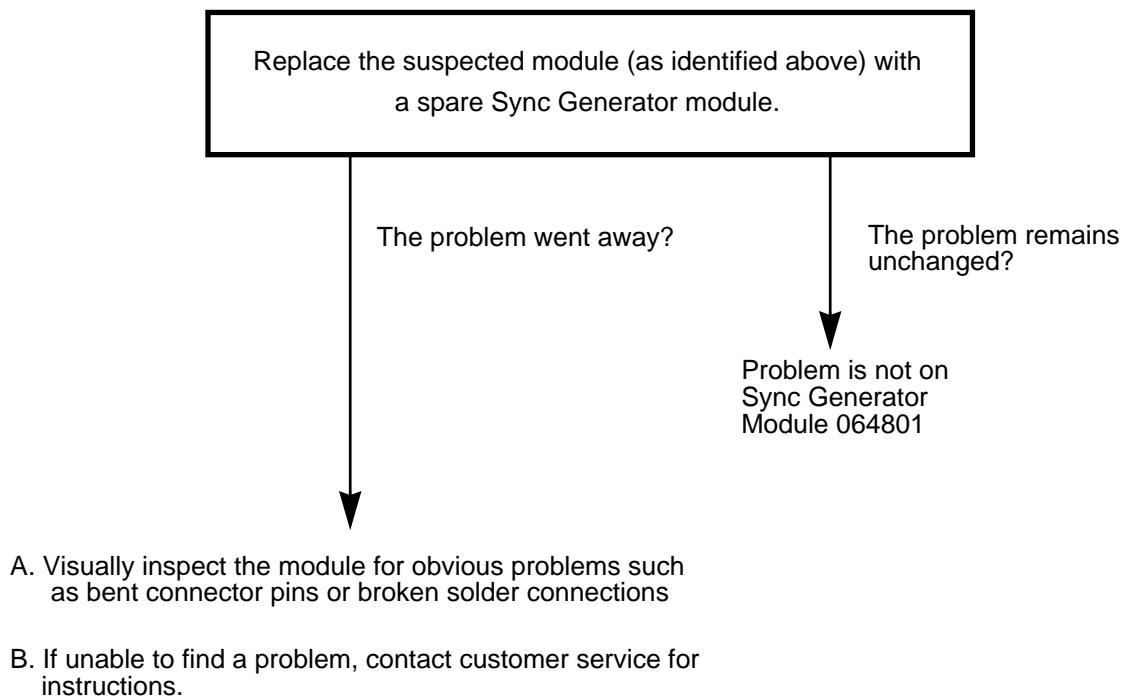 Replace the suspected module (as identified above) with
a spare Sync Generator module.
The problem went away?
The problem remains
unchanged?
Problem is not on
Sync Generator
Module 064801
A. Visually inspect the module for obvious problems such
as bent connector pins or broken solder connections
B. If unable to find a problem, contact customer service for
instructions.